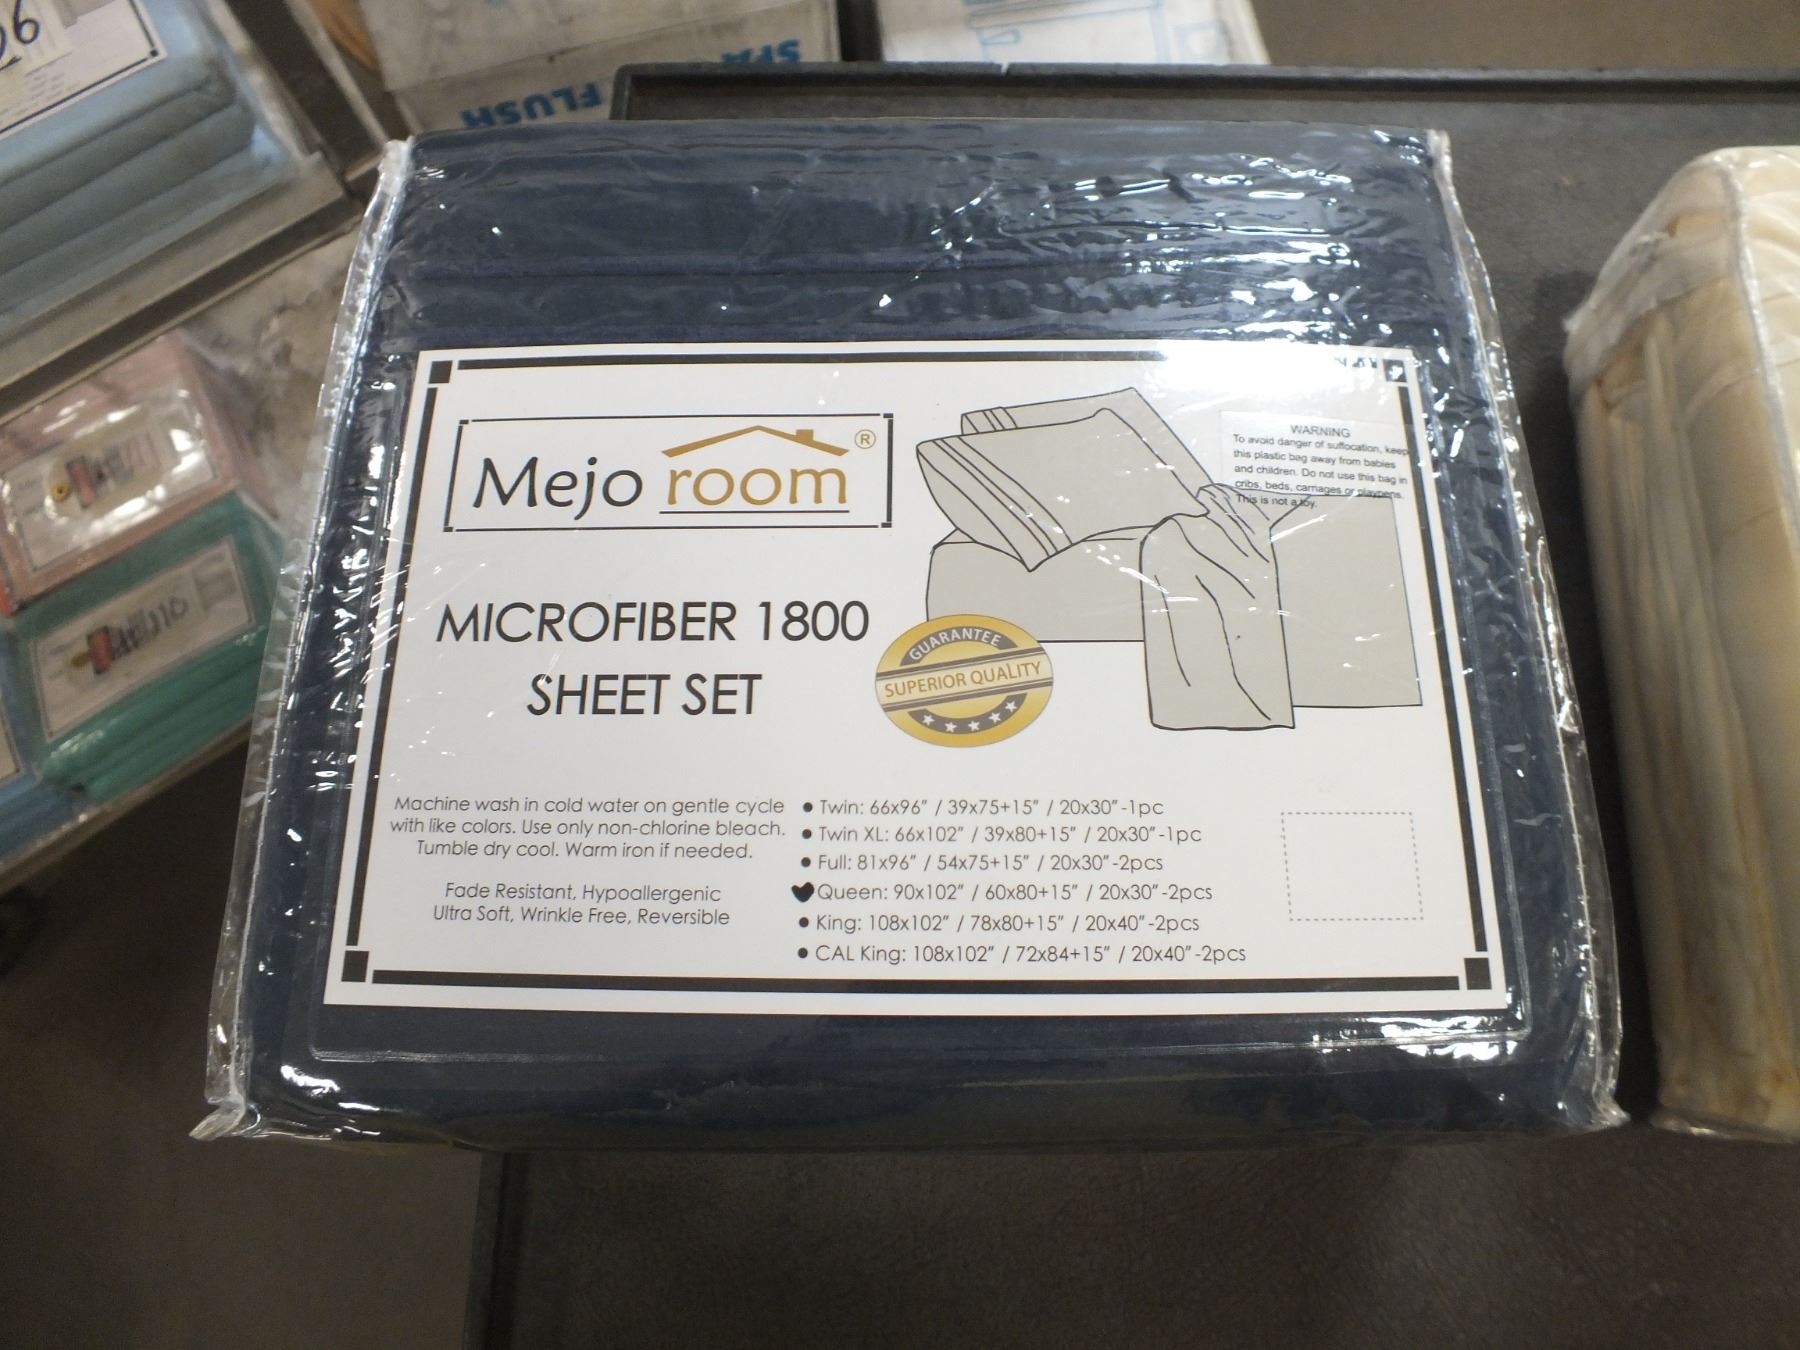 06
SPA
FLUSH
Mejo room®
WARNING
To avoid danger of suffocation, keep
this plastic bag away from babies
and children. Do not use this bag in
cribs, beds, carriages or playpens.
This is not a toy.
MICROFIBER 1800
SHEET SET
GUARANTEE
SUPERIOR QUALITY
Machine wash in cold water on gentle cycle
with like colors. Use only non-chlorine bleach.
Tumble dry cool. Warm iron if needed.
Fade Resistant, Hypoallergenic
Ultra Soft, Wrinkle Free, Reversible
• Twin: 66x96" / 39x75+15" / 20x30"-1pc
• Twin XL: 66x102" / 39x80+15" / 20x30"-1pc
• Full: 81x96" / 54x75+15" / 20x30"-2pcs
Queen: 90x102" / 60x80+15" / 20x30"-2pcs
• King: 108x102" / 78x80+15" / 20x40"-2pcs
• CAL King: 108x102" / 72x84+15" / 20x40"-2pcs